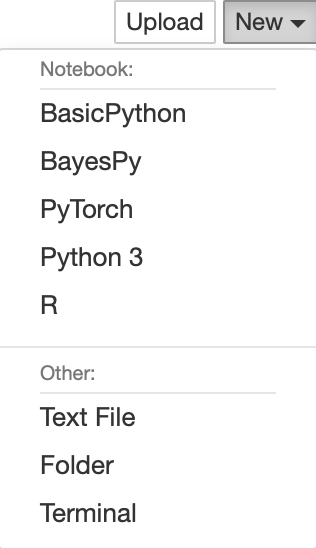 Upload New
Notebook:
BasicPython
BayesPy
PyTorch
Python 3
R
Other:
Text File
Folder
Terminal